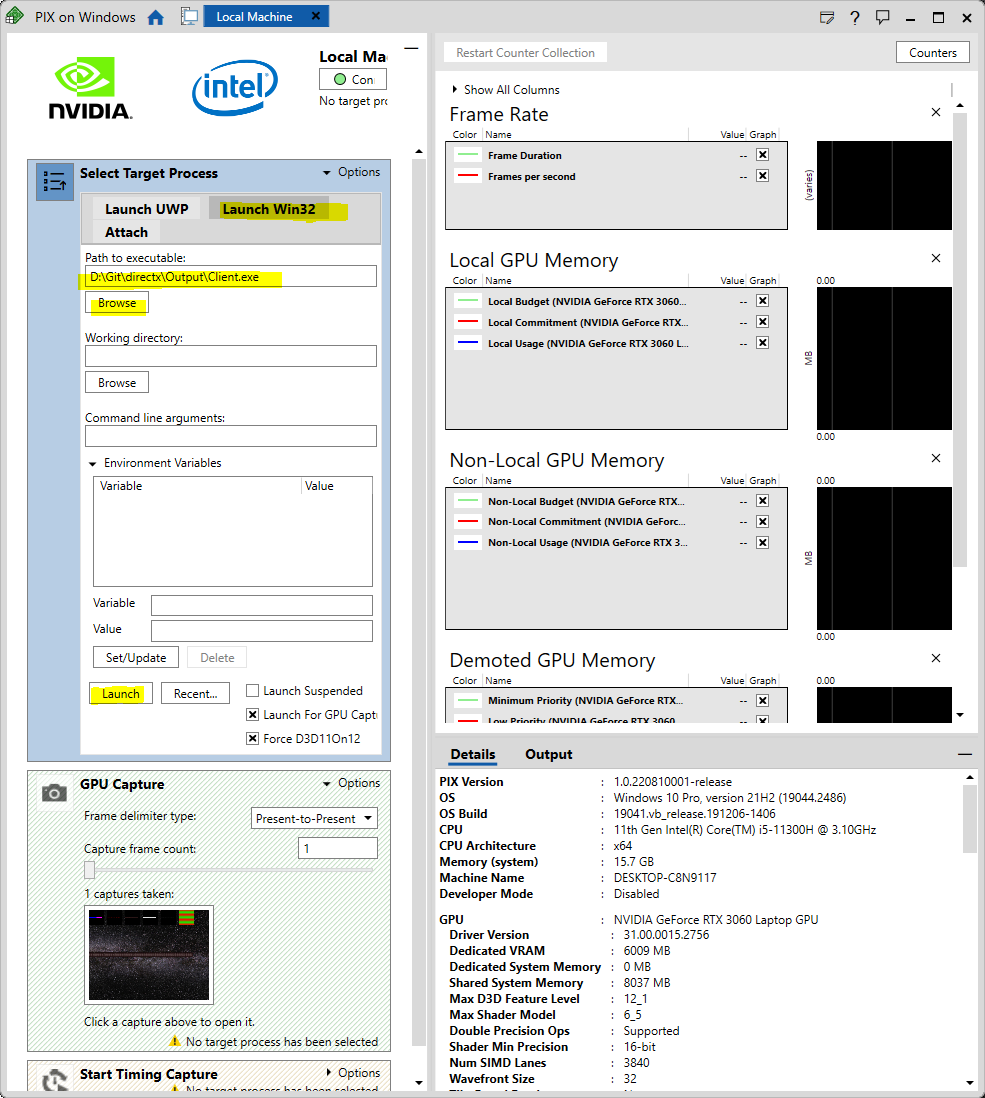 PIX on Windows
Local Machine
NVIDIA.
intel
Local Ma
Con
No target pro
Select Target Process
Options
Launch UWP
Launch Win32
Attach
Path to executable:
D:\Git\directx\Output\Client.exe
Browse
Working directory:
Browse
Command line arguments:
Environment Variables
Variable Value
Variable
Value
Set/Update
Delete
Launch
Recent...
Launch Suspended
Launch For GPU Captu
Force D3D11On12
GPU Capture
Options
Frame delimiter type:
Present-to-Present
Capture frame count:
1
1 captures taken:
Click a capture above to open it.
No target process has been selected
Start Timing Capture
Options
No target process has been selected
Restart Counter Collection
Counters
Show All Columns
Frame Rate
Color Name Value Graph
Frame Duration --
Frames per second --
(varies)
Local GPU Memory
Color Name Value Graph
Local Budget (NVIDIA GeForce RTX 3060... --
Local Commitment (NVIDIA GeForce RTX... --
Local Usage (NVIDIA GeForce RTX 3060 L... --
0.00
MB
0.00
Non-Local GPU Memory
Color Name Value Graph
Non-Local Budget (NVIDIA GeForce RTX... --
Non-Local Commitment (NVIDIA GeForc... --
Non-Local Usage (NVIDIA GeForce RTX 3... --
0.00
MB
0.00
Demoted GPU Memory
Color Name Value Graph
Minimum Priority (NVIDIA GeForce RTX... --
Low Priority (NVIDIA GeForce RTX 3060 --
0.00
Details
Output
PIX Version : 1.0.220810001-release
OS : Windows 10 Pro, version 21H2 (19044.2486)
OS Build : 19041.vb_release.191206-1406
CPU : 11th Gen Intel(R) Core(TM) i5-11300H @ 3.10GHz
CPU Architecture : x64
Memory (system) : 15.7 GB
Machine Name : DESKTOP-C8N9117
Developer Mode : Disabled
GPU : NVIDIA GeForce RTX 3060 Laptop GPU
Driver Version : 31.00.0015.2756
Dedicated VRAM : 6009 MB
Dedicated System Memory : 0 MB
Shared System Memory : 8037 MB
Max D3D Feature Level : 12_1
Max Shader Model : 6_5
Double Precision Ops : Supported
Shader Min Precision : 16-bit
Num SIMD Lanes : 3840
Wavefront Size : 32